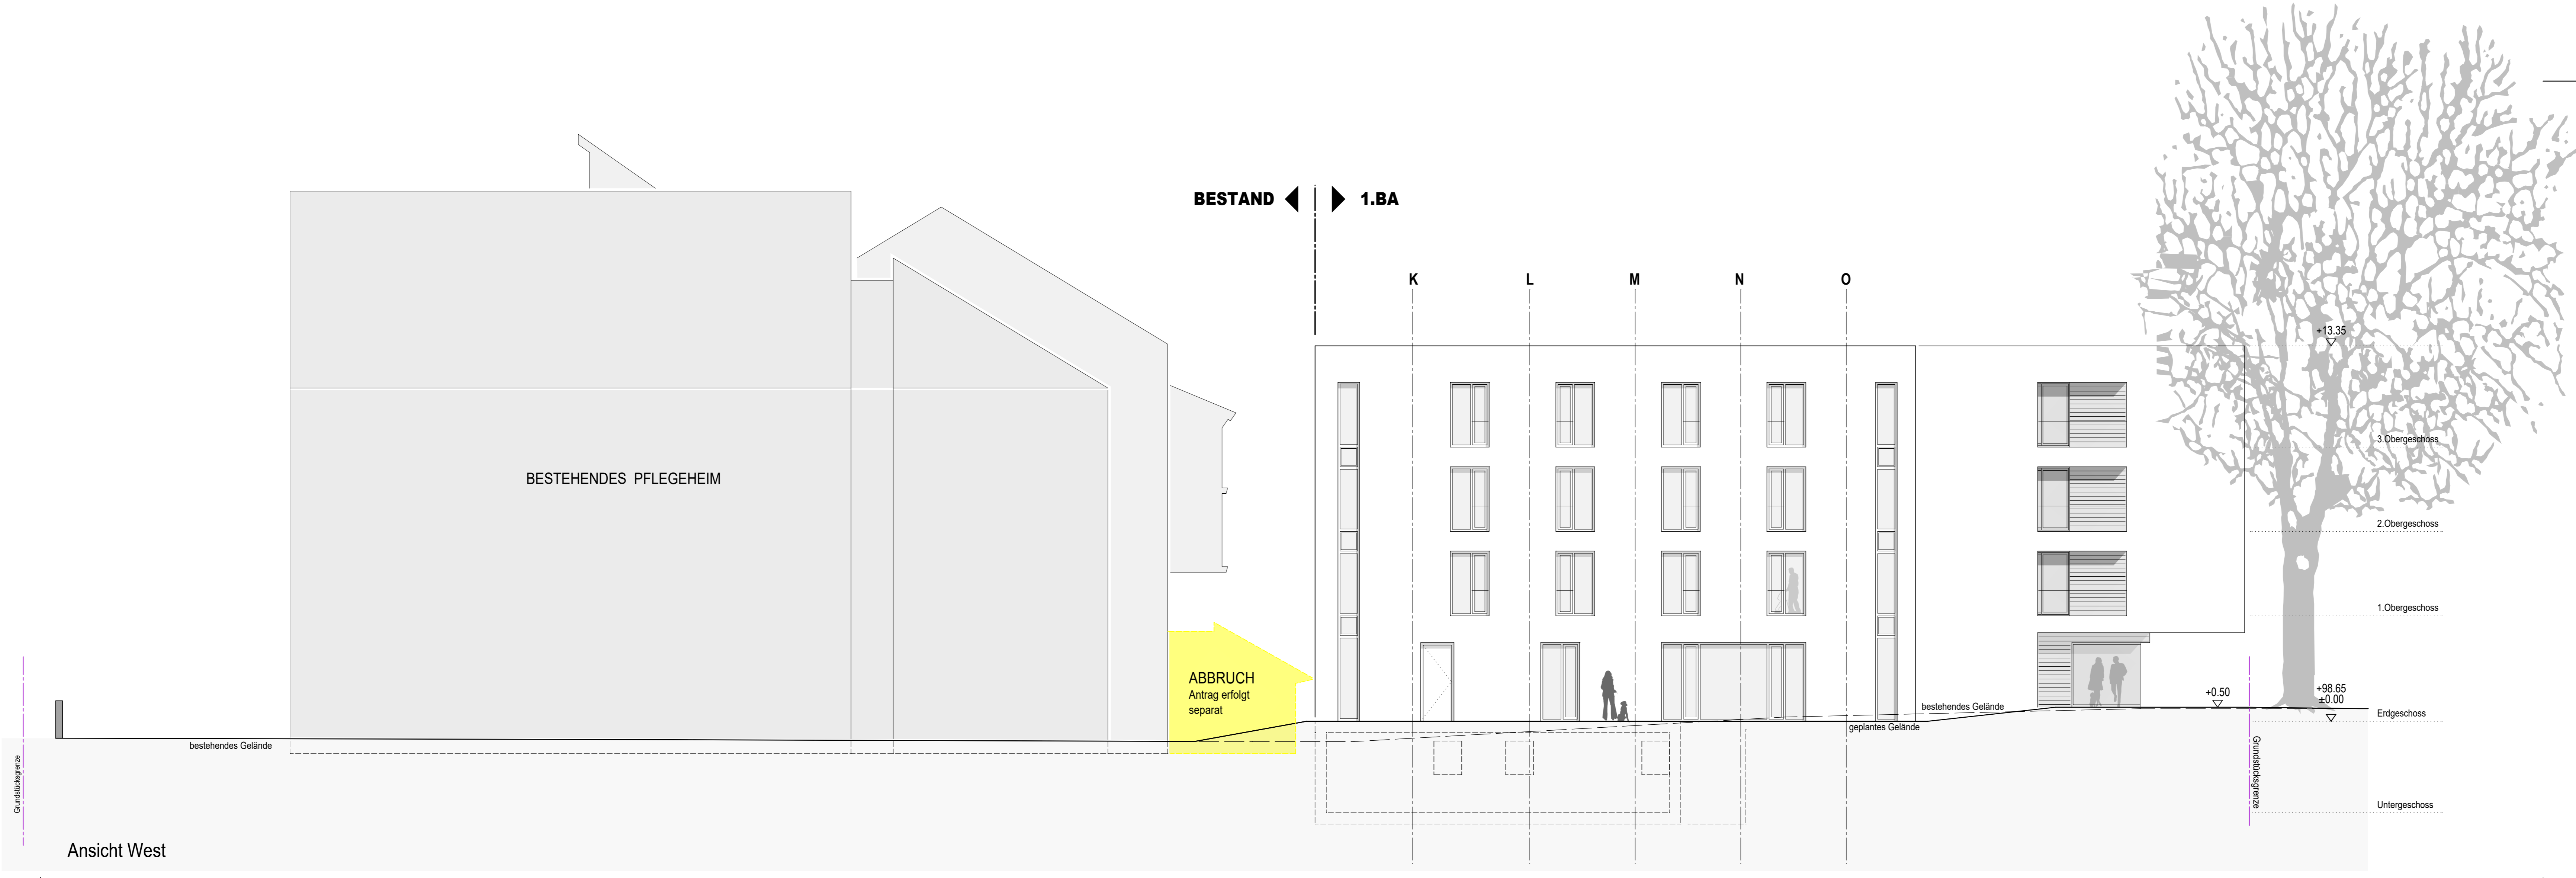 BESTAND
1.BA
K
L
M
N
O
+13.35
3.Obergeschoss
BESTEHENDES PFLEGEHEIM
2.Obergeschoss
1.Obergeschoss
ABBRUCH
Antrag erfolgt
separat
+0.50
+98.65
±0.00
bestehendes Gelände
Erdgeschoss
geplantes Gelände
bestehendes Gelände
Grundstücksgrenze
Grundstücksgrenze
Untergeschoss
Ansicht West